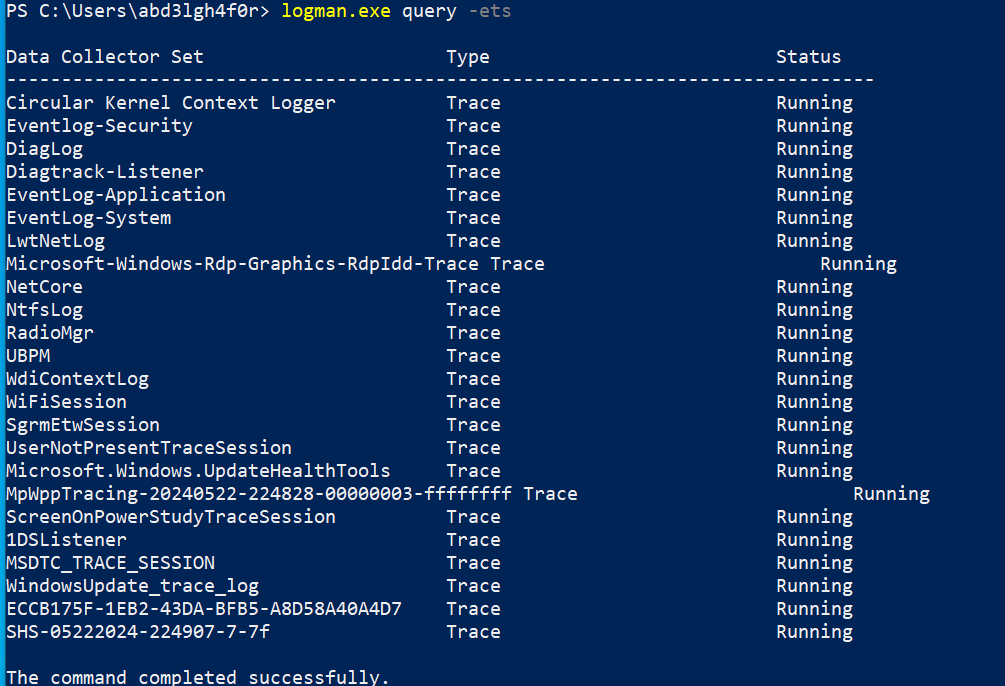 PS C:\Users\abd3lgh4f0r> logman.exe query -ets
Data Collector Set Type Status
-------------------------------------------------------------------------------
Circular Kernel Context Logger Trace Running
Eventlog-Security Trace Running
DiagLog Trace Running
Diagtrack-Listener Trace Running
EventLog-Application Trace Running
EventLog-System Trace Running
LwtNetLog Trace Running
Microsoft-Windows-Rdp-Graphics-RdpIdd-Trace Trace Running
NetCore Trace Running
NtfsLog Trace Running
RadioMgr Trace Running
UBPM Trace Running
WdiContextLog Trace Running
WiFiSession Trace Running
SgrmEtwSession Trace Running
UserNotPresentTraceSession Trace Running
Microsoft.Windows.UpdateHealthTools Trace Running
MpWppTracing-20240522-224828-00000003-ffffffff Trace Running
ScreenOnPowerStudyTraceSession Trace Running
1DSListener Trace Running
MSDTC_TRACE_SESSION Trace Running
WindowsUpdate_trace_log Trace Running
ECCB175F-1EB2-43DA-BFB5-A8D58A40A4D7 Trace Running
SHS-05222024-224907-7-7f Trace Running
The command completed successfully.